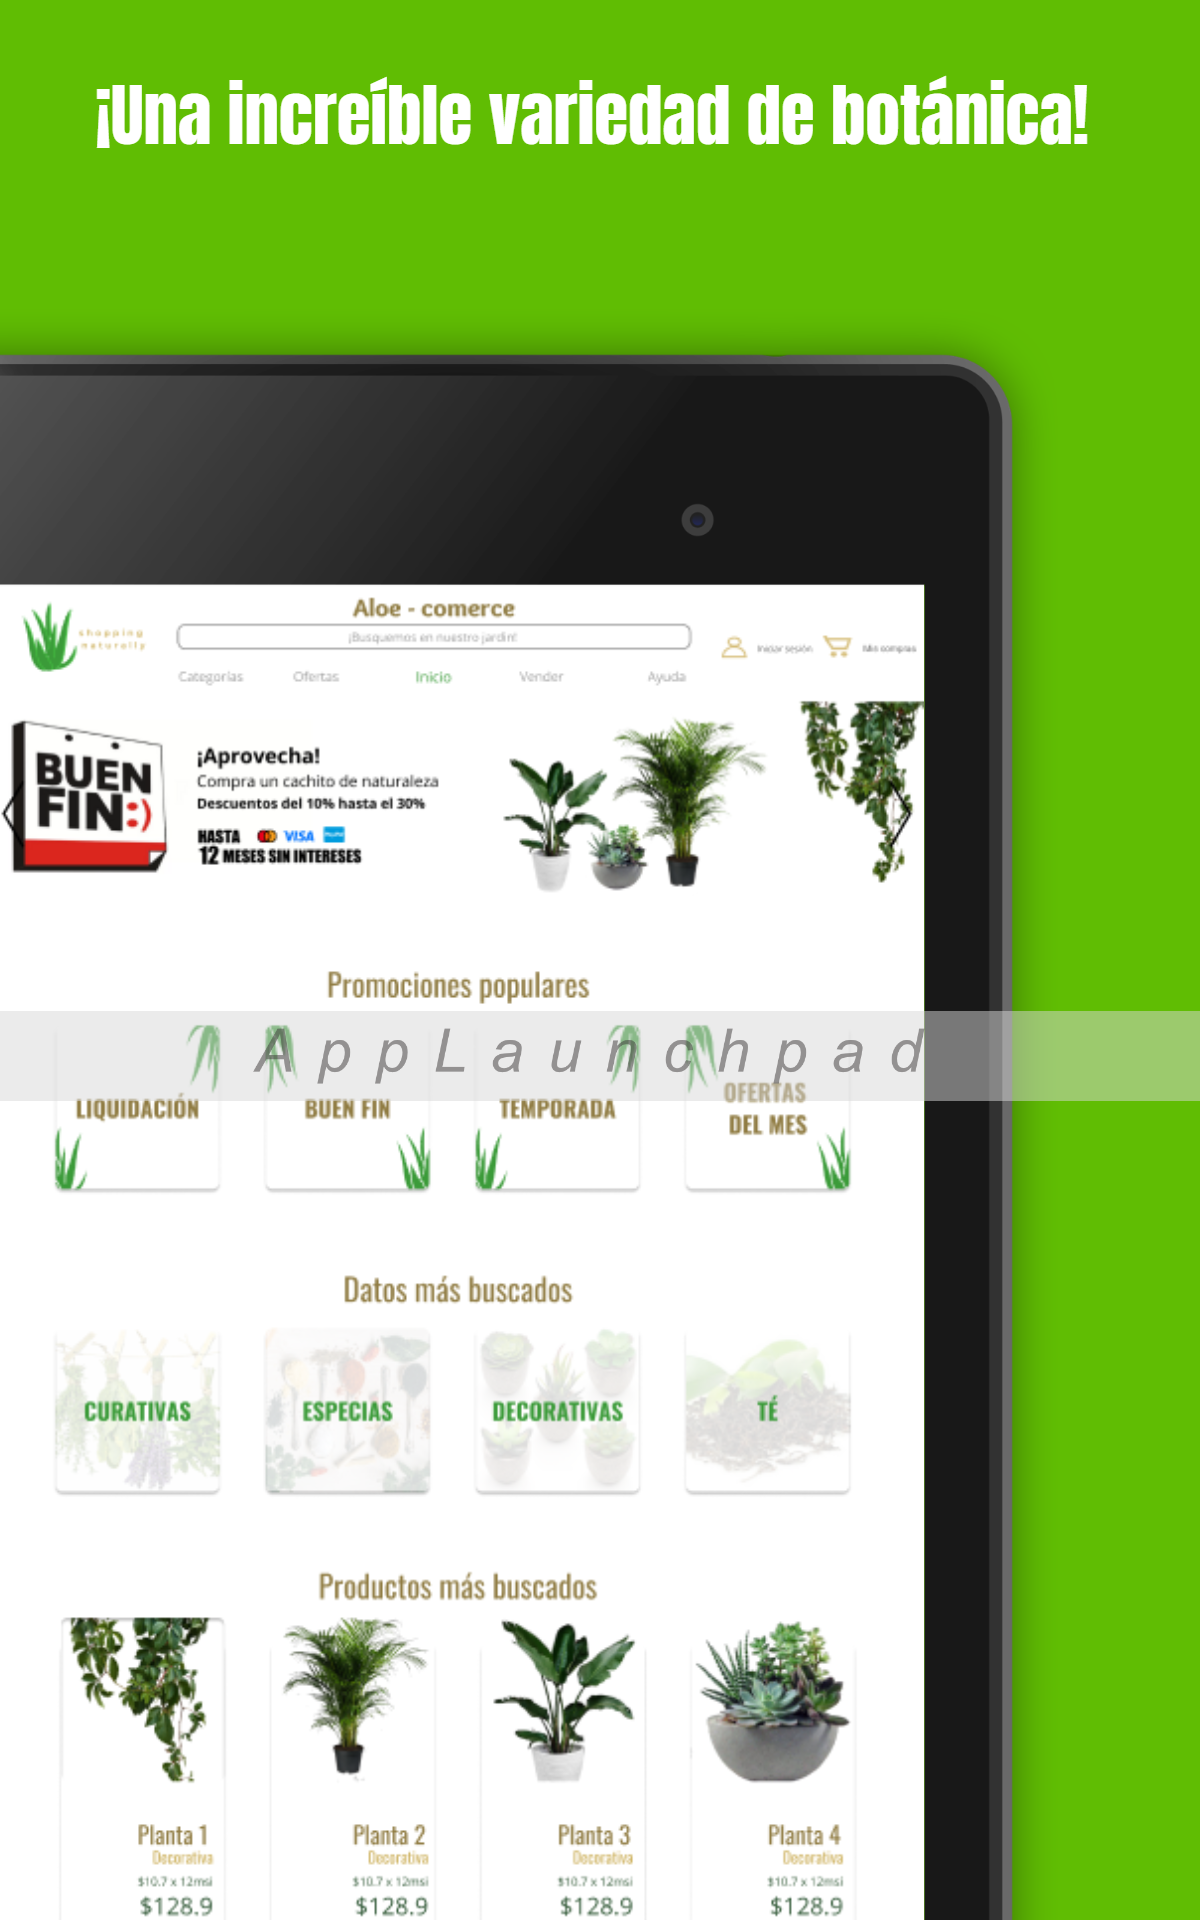 ¡Una increíble variedad de botánica!
Aloe - comerce
shopping
naturally
¡Busquemos en nuestro jardín!
Iniciar sesión
Mis compras
Categorías Ofertas Inicio Vender Ayuda
BUEN
FIN:)
¡Aprovecha!
Compra un cachito de naturaleza
Descuentos del 10% hasta el 30%
HASTA VISA
12 MESES SIN INTERESES
Promociones populares
AppLaunchpad
LIQUIDACIÓN BUEN FIN TEMPORADA OFERTAS
DEL MES
Datos más buscados
CURATIVAS ESPECIAS DECORATIVAS TÉ
Productos más buscados
Planta 1 Planta 2 Planta 3 Planta 4
Decorativa Decorativa Decorativa Decorativa
$10.7 x 12msi $10.7 x 12msi $10.7 x 12msi $10.7 x 12msi
$128.9 $128.9 $128.9 $128.9